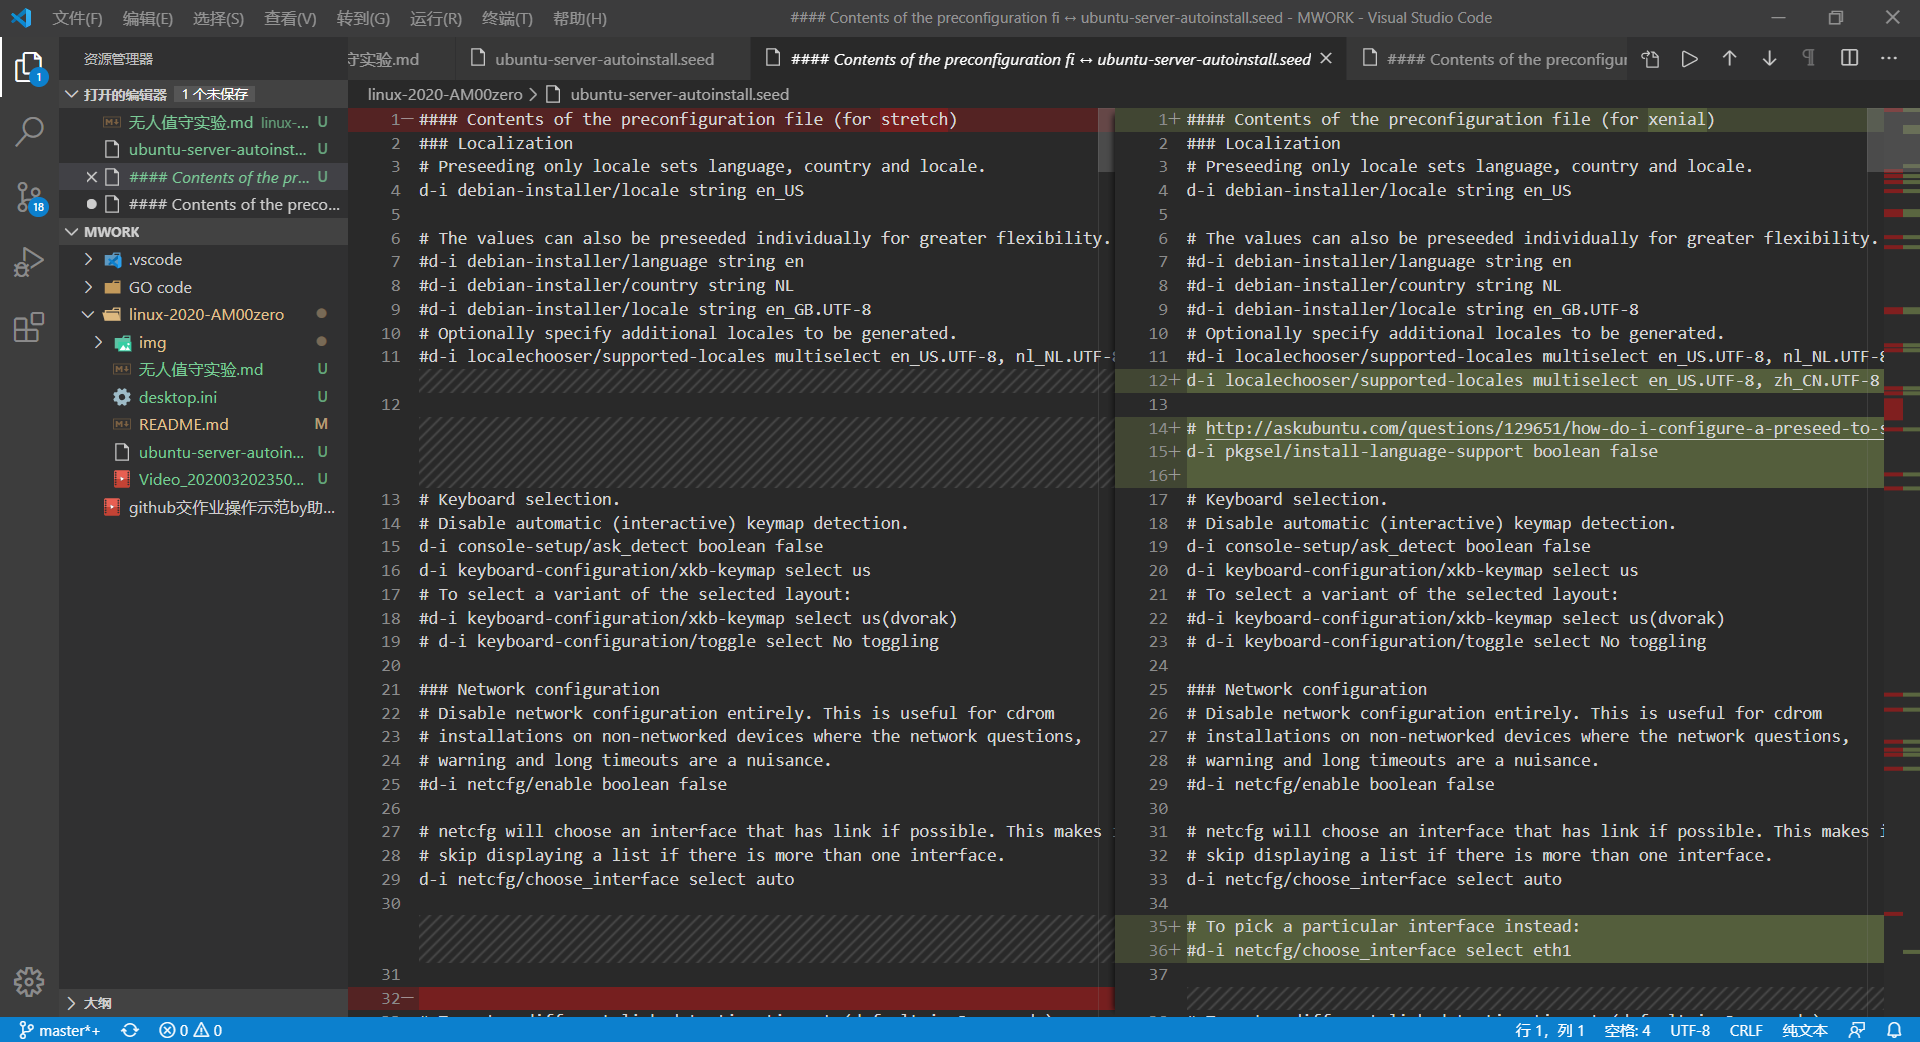 文件(F) 编辑(E) 选择(S) 查看(V) 转到(G) 运行(R) 终端(T) 帮助(H) #### Contents of the preconfiguration fi ↔ ubuntu-server-autoinstall.seed - MWORK - Visual Studio Code
资源管理器
守实验.md ubuntu-server-autoinstall.seed #### Contents of the preconfiguration fi ↔ ubuntu-server-autoinstall.seed #### Contents of the preconfigur
linux-2020-AM00zero > ubuntu-server-autoinstall.seed
1
18
打开的编辑器 1 个未保存
无人值守实验.md linux-... U
ubuntu-server-autoinst... U
#### Contents of the pr... U
#### Contents of the preco...
MWORK
.vscode
GO code
linux-2020-AM00zero
img
无人值守实验.md U
desktop.ini U
README.md M
ubuntu-server-autoin... U
Video_202003202350... U
github交作业操作示范by助...
大纲
1− #### Contents of the preconfiguration file (for stretch)
2 ### Localization
3 # Preseeding only locale sets language, country and locale.
4 d-i debian-installer/locale string en_US
5
6 # The values can also be preseeded individually for greater flexibility.
7 #d-i debian-installer/language string en
8 #d-i debian-installer/country string NL
9 #d-i debian-installer/locale string en_GB.UTF-8
10 # Optionally specify additional locales to be generated.
11 #d-i localechooser/supported-locales multiselect en_US.UTF-8, nl_NL.UTF-8
12
13 # Keyboard selection.
14 # Disable automatic (interactive) keymap detection.
15 d-i console-setup/ask_detect boolean false
16 d-i keyboard-configuration/xkb-keymap select us
17 # To select a variant of the selected layout:
18 #d-i keyboard-configuration/xkb-keymap select us(dvorak)
19 # d-i keyboard-configuration/toggle select No toggling
20
21 ### Network configuration
22 # Disable network configuration entirely. This is useful for cdrom
23 # installations on non-networked devices where the network questions,
24 # warning and long timeouts are a nuisance.
25 #d-i netcfg/enable boolean false
26
27 # netcfg will choose an interface that has link if possible. This makes
28 # skip displaying a list if there is more than one interface.
29 d-i netcfg/choose_interface select auto
30
31
32−
1+ #### Contents of the preconfiguration file (for xenial)
2 ### Localization
3 # Preseeding only locale sets language, country and locale.
4 d-i debian-installer/locale string en_US
5
6 # The values can also be preseeded individually for greater flexibility.
7 #d-i debian-installer/language string en
8 #d-i debian-installer/country string NL
9 #d-i debian-installer/locale string en_GB.UTF-8
10 # Optionally specify additional locales to be generated.
11 #d-i localechooser/supported-locales multiselect en_US.UTF-8, nl_NL.UTF-8
12+ d-i localechooser/supported-locales multiselect en_US.UTF-8, zh_CN.UTF-8
13
14+ # http://askubuntu.com/questions/129651/how-do-i-configure-a-preseed-to-s
15+ d-i pkgsel/install-language-support boolean false
16+
17 # Keyboard selection.
18 # Disable automatic (interactive) keymap detection.
19 d-i console-setup/ask_detect boolean false
20 d-i keyboard-configuration/xkb-keymap select us
21 # To select a variant of the selected layout:
22 #d-i keyboard-configuration/xkb-keymap select us(dvorak)
23 # d-i keyboard-configuration/toggle select No toggling
24
25 ### Network configuration
26 # Disable network configuration entirely. This is useful for cdrom
27 # installations on non-networked devices where the network questions,
28 # warning and long timeouts are a nuisance.
29 #d-i netcfg/enable boolean false
30
31 # netcfg will choose an interface that has link if possible. This makes i
32 # skip displaying a list if there is more than one interface.
33 d-i netcfg/choose_interface select auto
34
35+ # To pick a particular interface instead:
36+ #d-i netcfg/choose_interface select eth1
37
master*+ 0 0 行 1，列 1 空格: 4 UTF-8 CRLF 纯文本